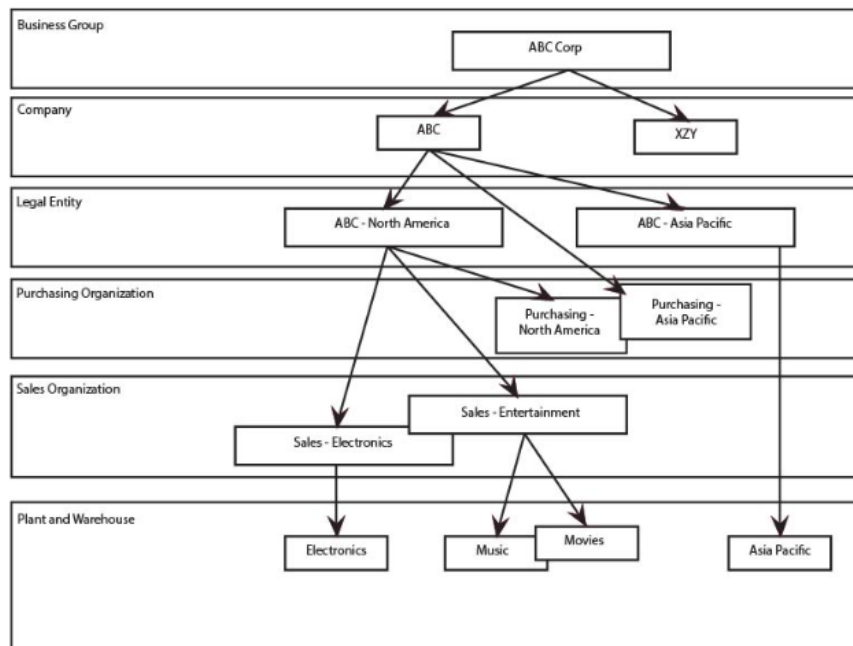 Business Group
ABC Corp
Company
ABC
XZY
Legal Entity
ABC - North America
ABC - Asia Pacific
Purchasing Organization
Purchasing -
North America
Purchasing -
Asia Pacific
Sales Organization
Sales - Entertainment
Sales - Electronics
Plant and Warehouse
Electronics
Music
Movies
Asia Pacific